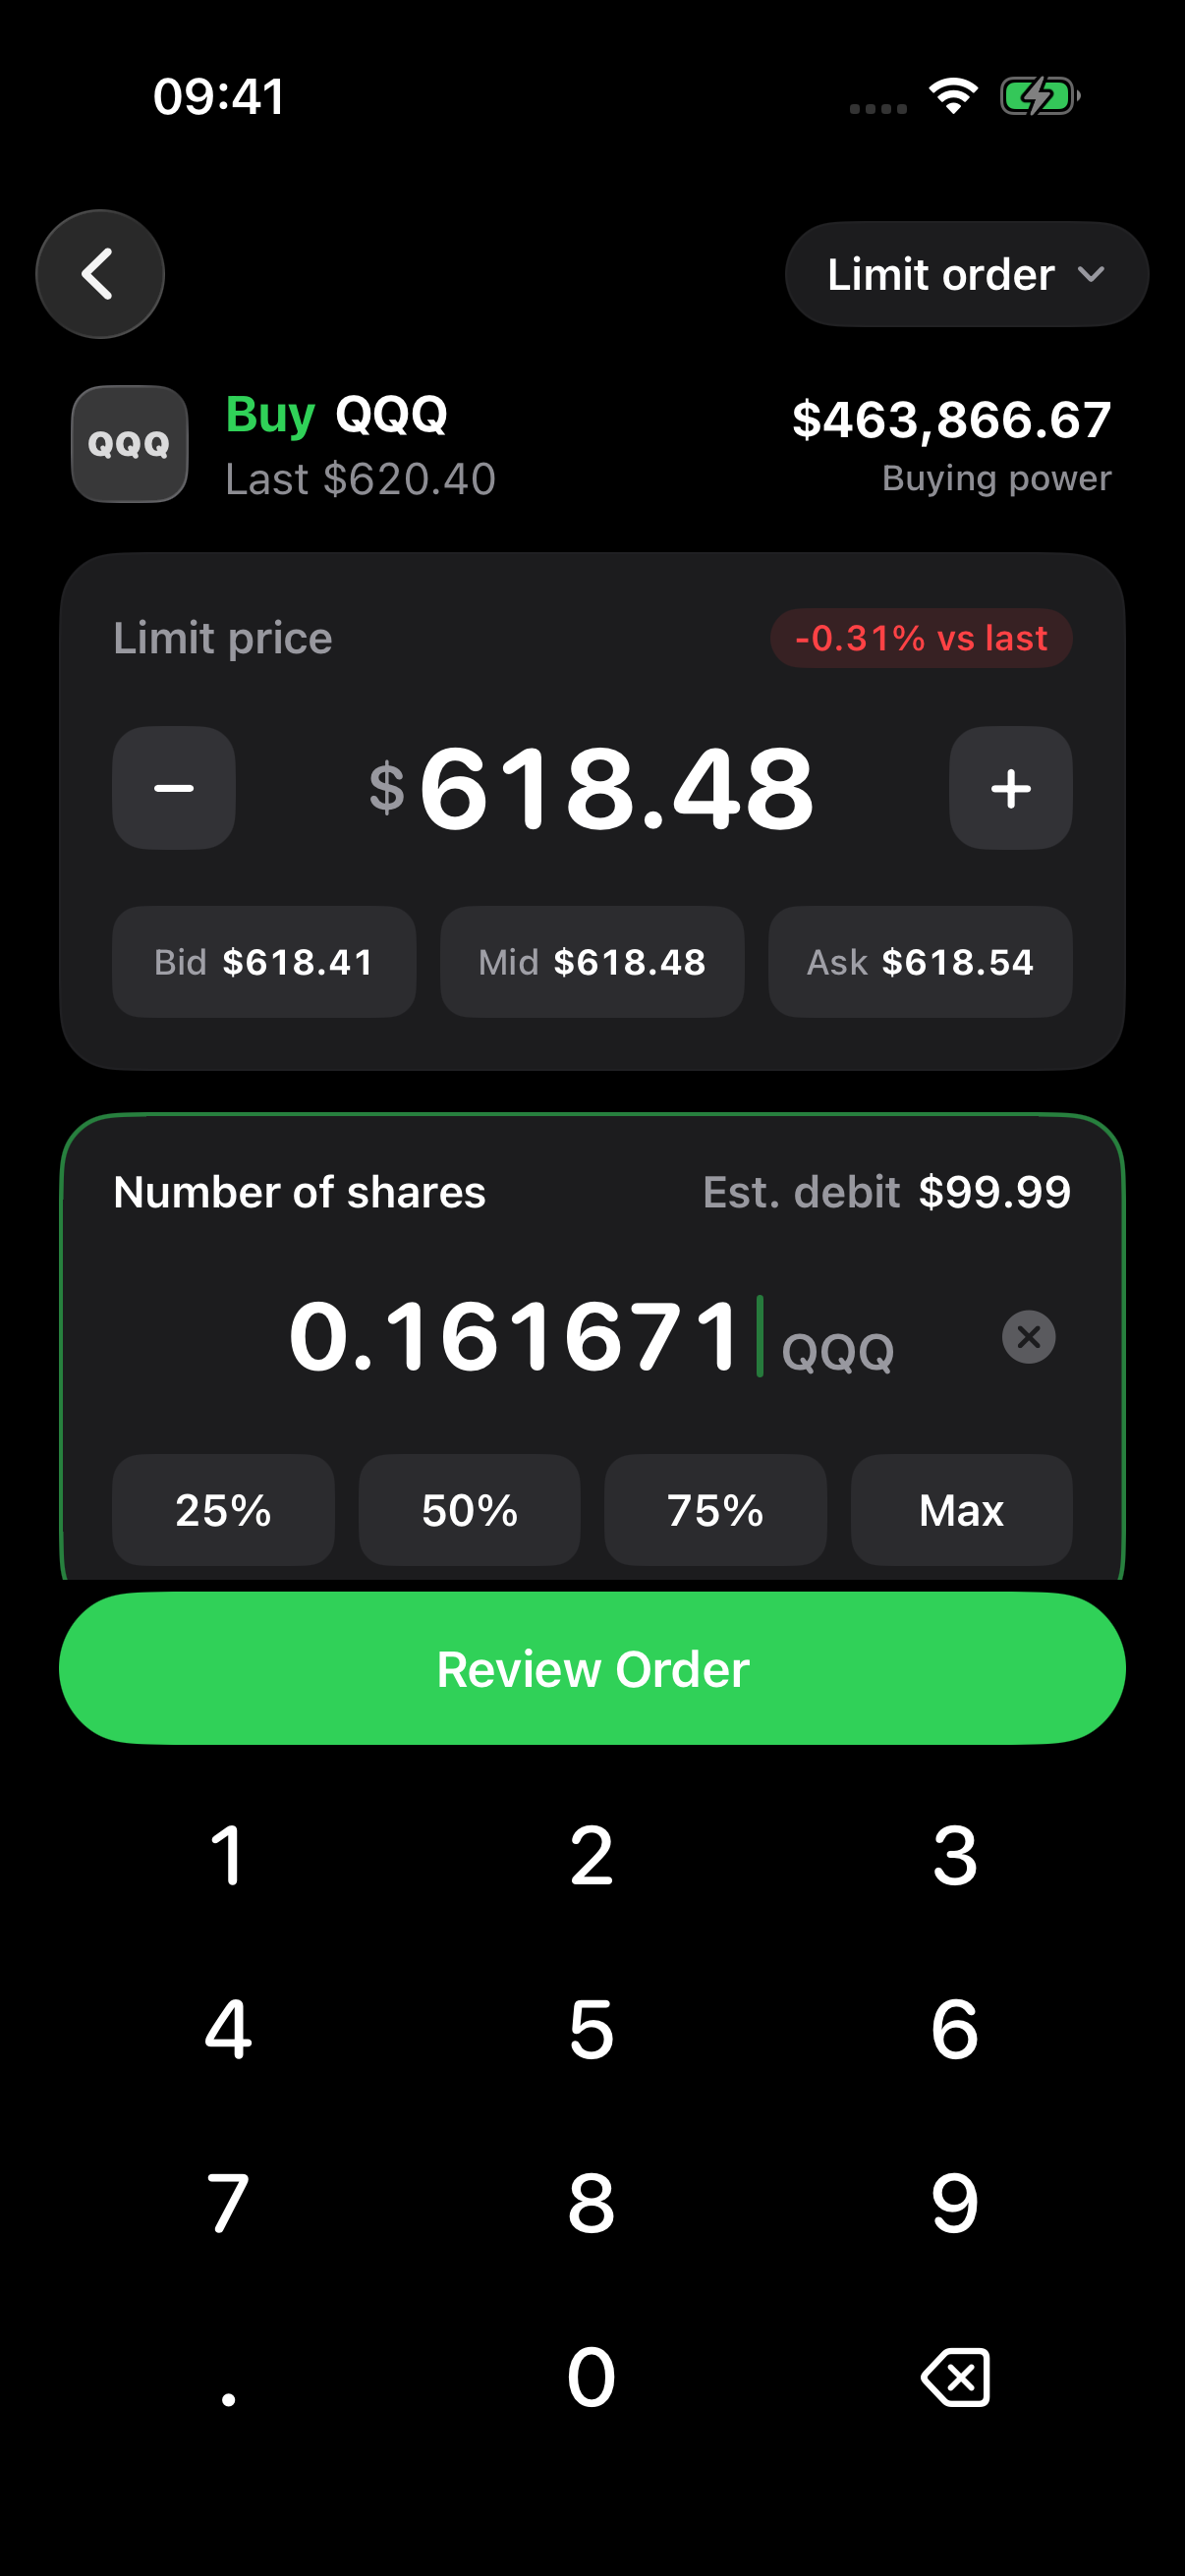 09:41
Limit order
QQQ
Buy QQQ
Last $620.40
$463,866.67
Buying power
Limit price
-0.31% vs last
$618.48
Bid $618.41
Mid $618.48
Ask $618.54
Number of shares
Est. debit $99.99
0.161671 QQQ
25%
50%
75%
Max
Review Order
1 2 3
4 5 6
7 8 9
. 0